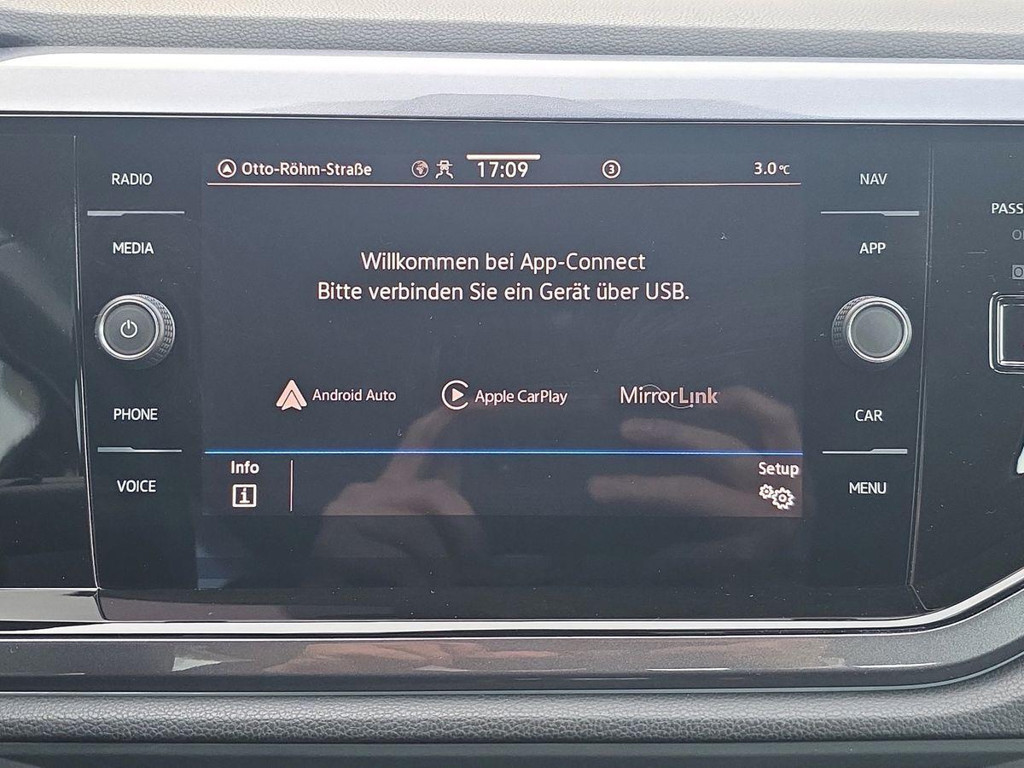 RADIO
MEDIA
PHONE
VOICE
Otto-Röhm-Straße 17:09 3 3.0°C
Willkommen bei App-Connect
Bitte verbinden Sie ein Gerät über USB.
Android Auto Apple CarPlay MirrorLink
Info Setup
i
NAV
APP
CAR
MENU
PASS